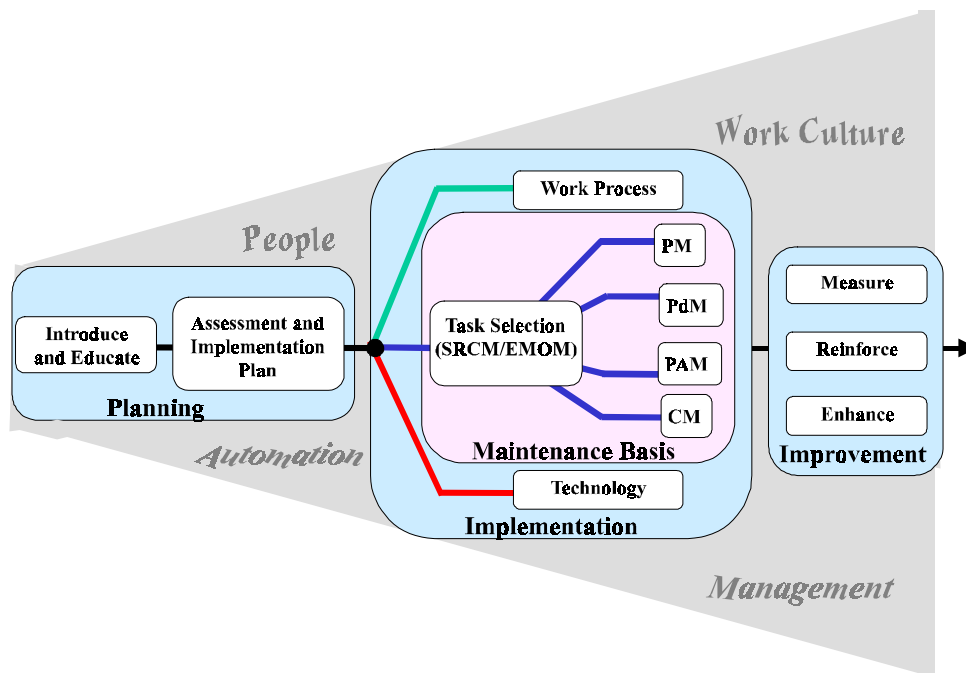 Work Culture
People
Work Process
PM
PdM
Task Selection
(SRCM/EMOM)
PAM
CM
Maintenance Basis
Technology
Implementation
Introduce
and Educate
Assessment and
Implementation
Plan
Planning
Measure
Reinforce
Enhance
Improvement
Automation
Management